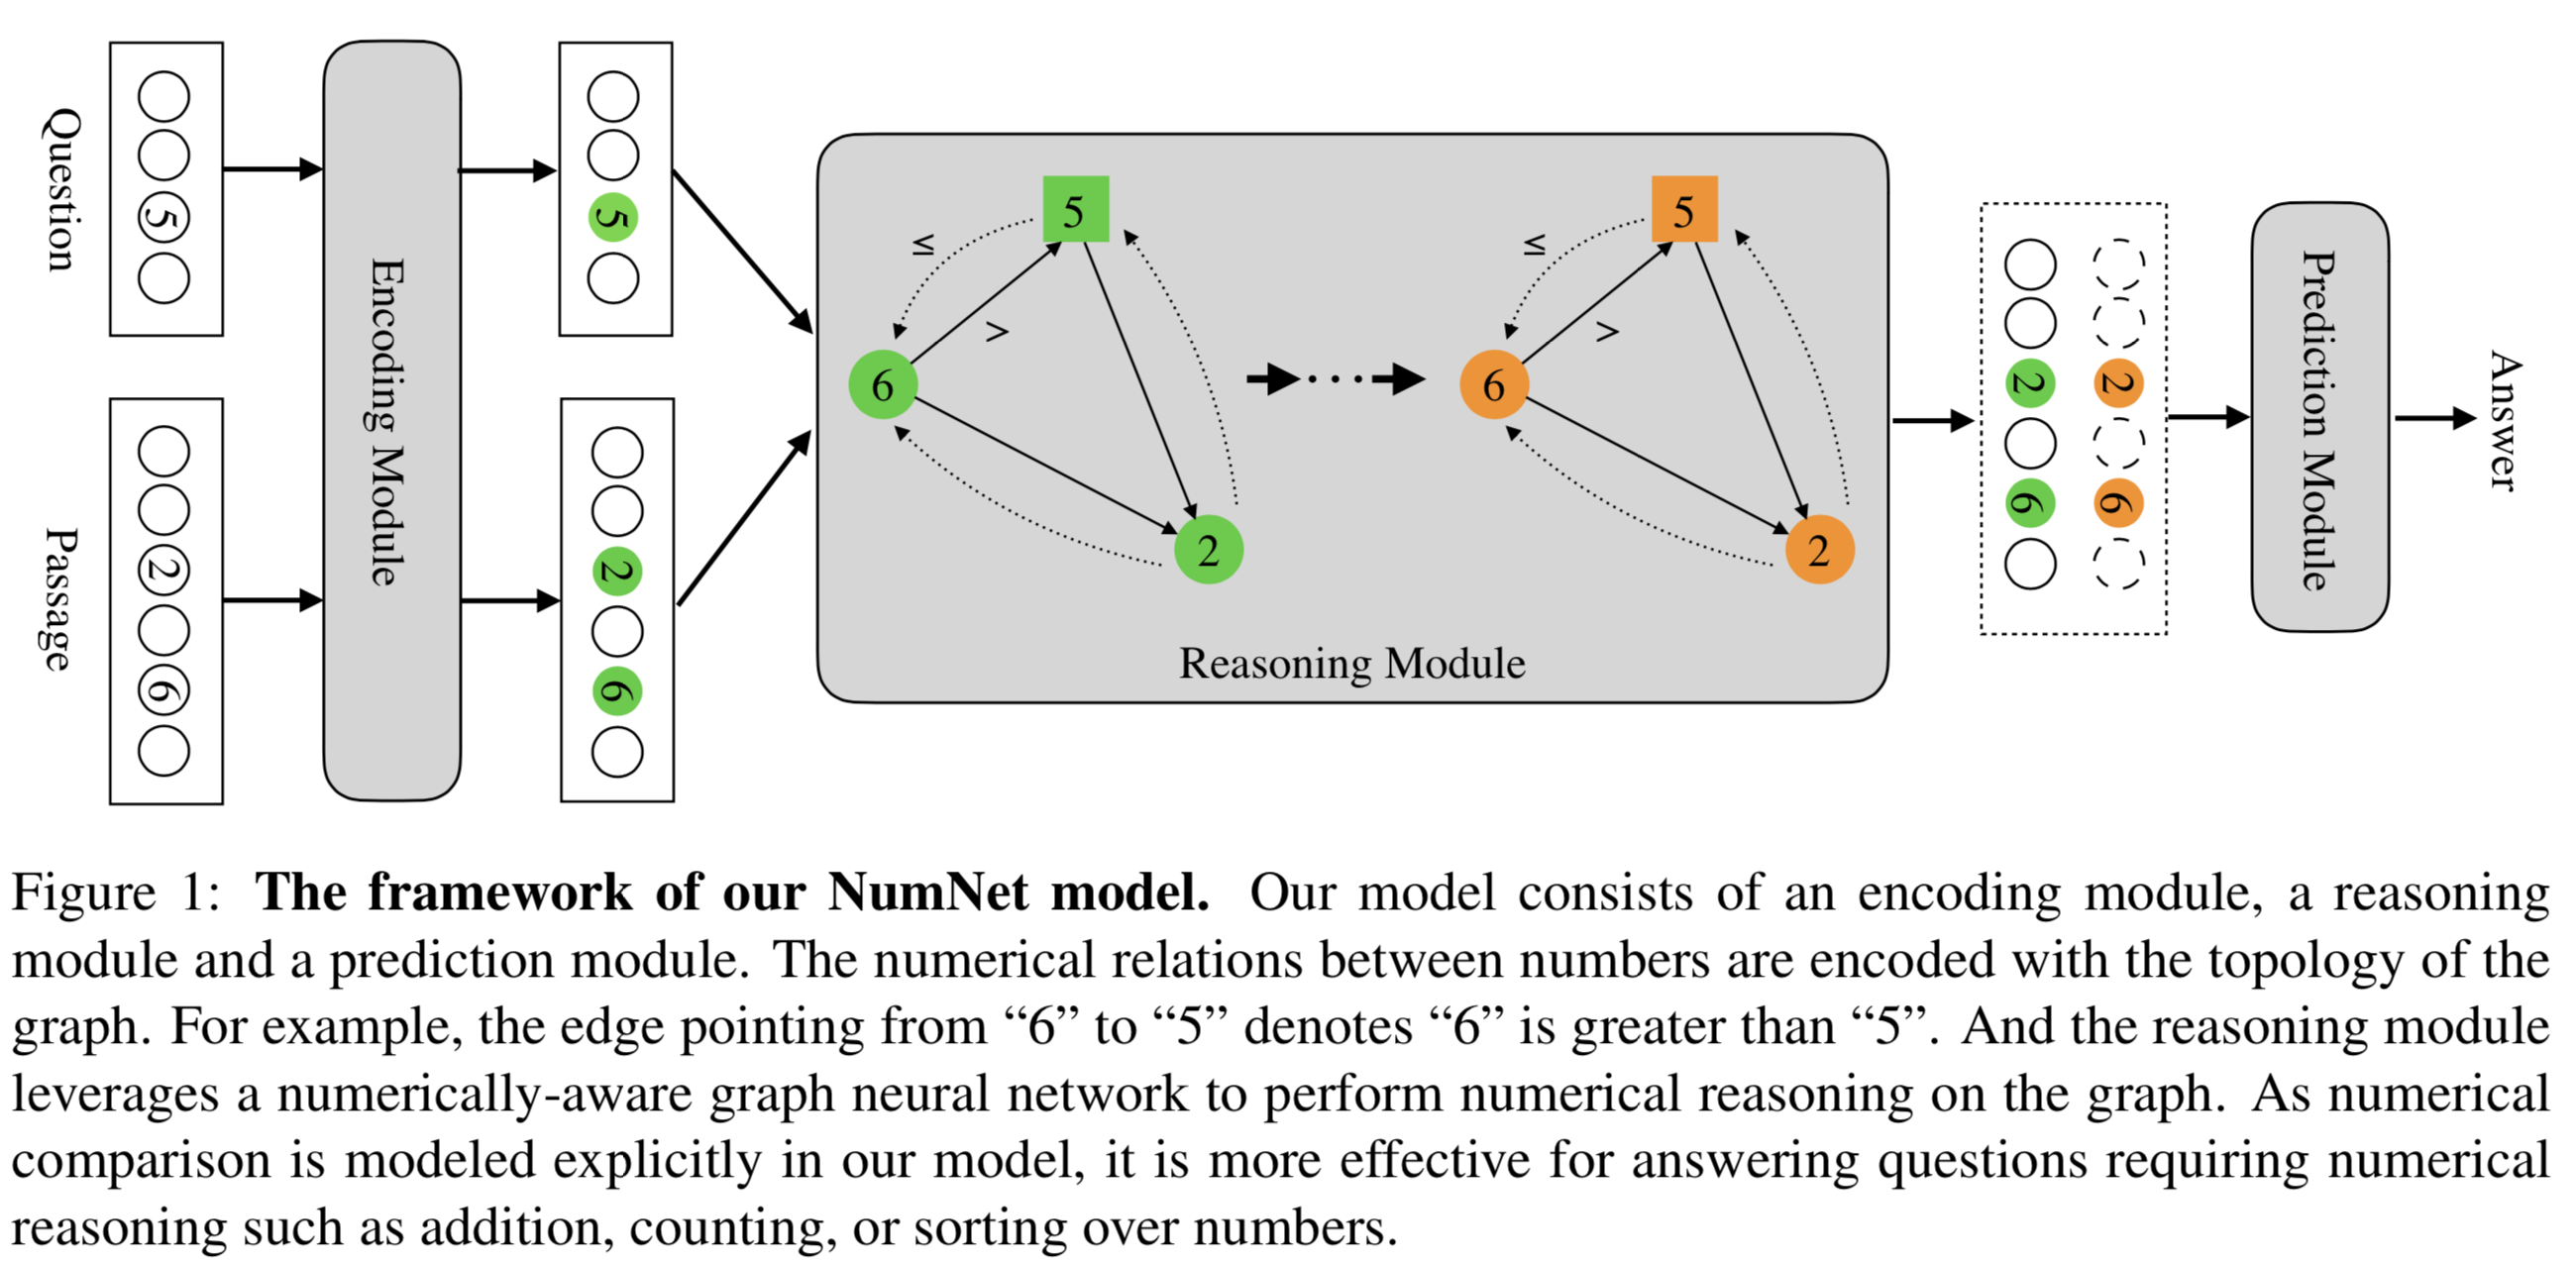 Question
5
Passage
2
6
Encoding Module
5
2
6
5
≤
>
6
2
5
≤
>
6
2
Reasoning Module
2 2
6 6
Prediction Module
Answer
Figure 1: The framework of our NumNet model. Our model consists of an encoding module, a reasoning
module and a prediction module. The numerical relations between numbers are encoded with the topology of the
graph. For example, the edge pointing from “6” to “5” denotes “6” is greater than “5”. And the reasoning module
leverages a numerically-aware graph neural network to perform numerical reasoning on the graph. As numerical
comparison is modeled explicitly in our model, it is more effective for answering questions requiring numerical
reasoning such as addition, counting, or sorting over numbers.